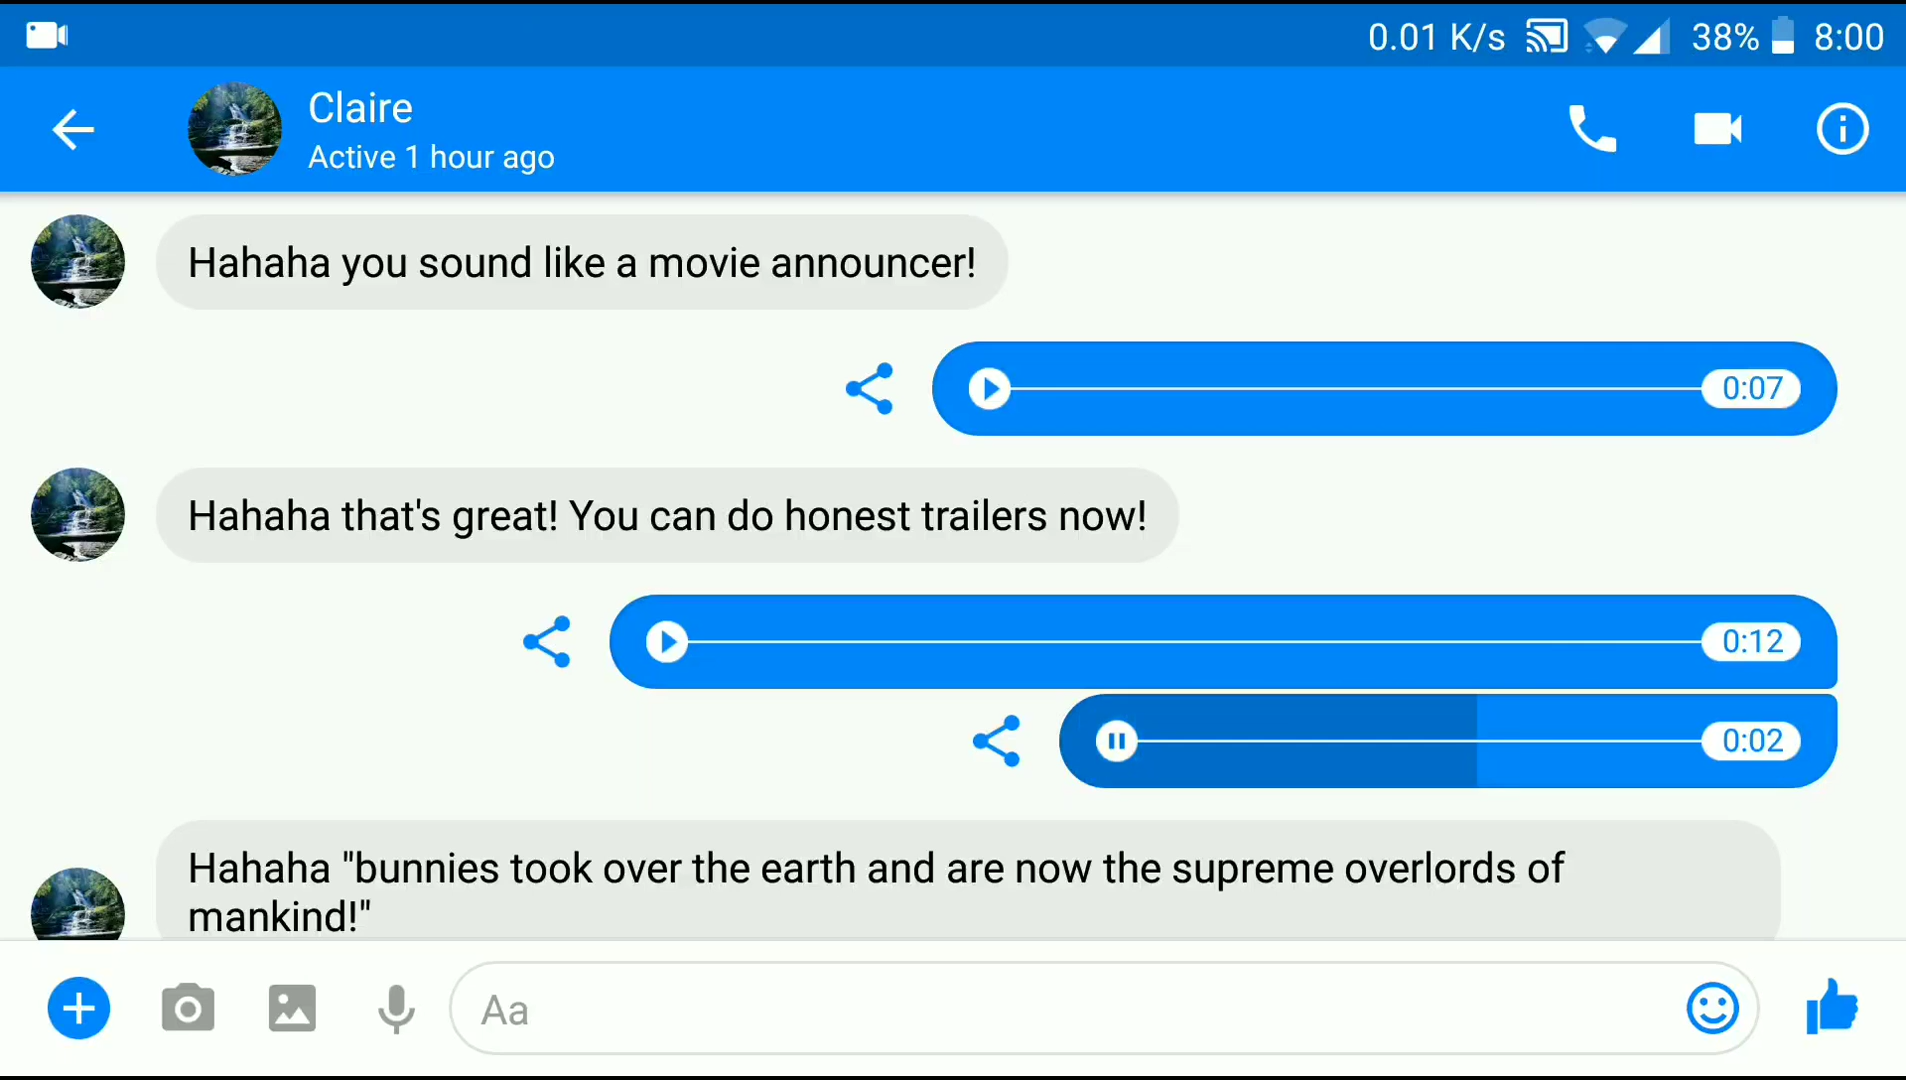 0.01 K/s 38% 8:00
Claire
Active 1 hour ago
Hahaha you sound like a movie announcer!
0:07
Hahaha that's great! You can do honest trailers now!
0:12
0:02
Hahaha "bunnies took over the earth and are now the supreme overlords of
mankind!"
Aa